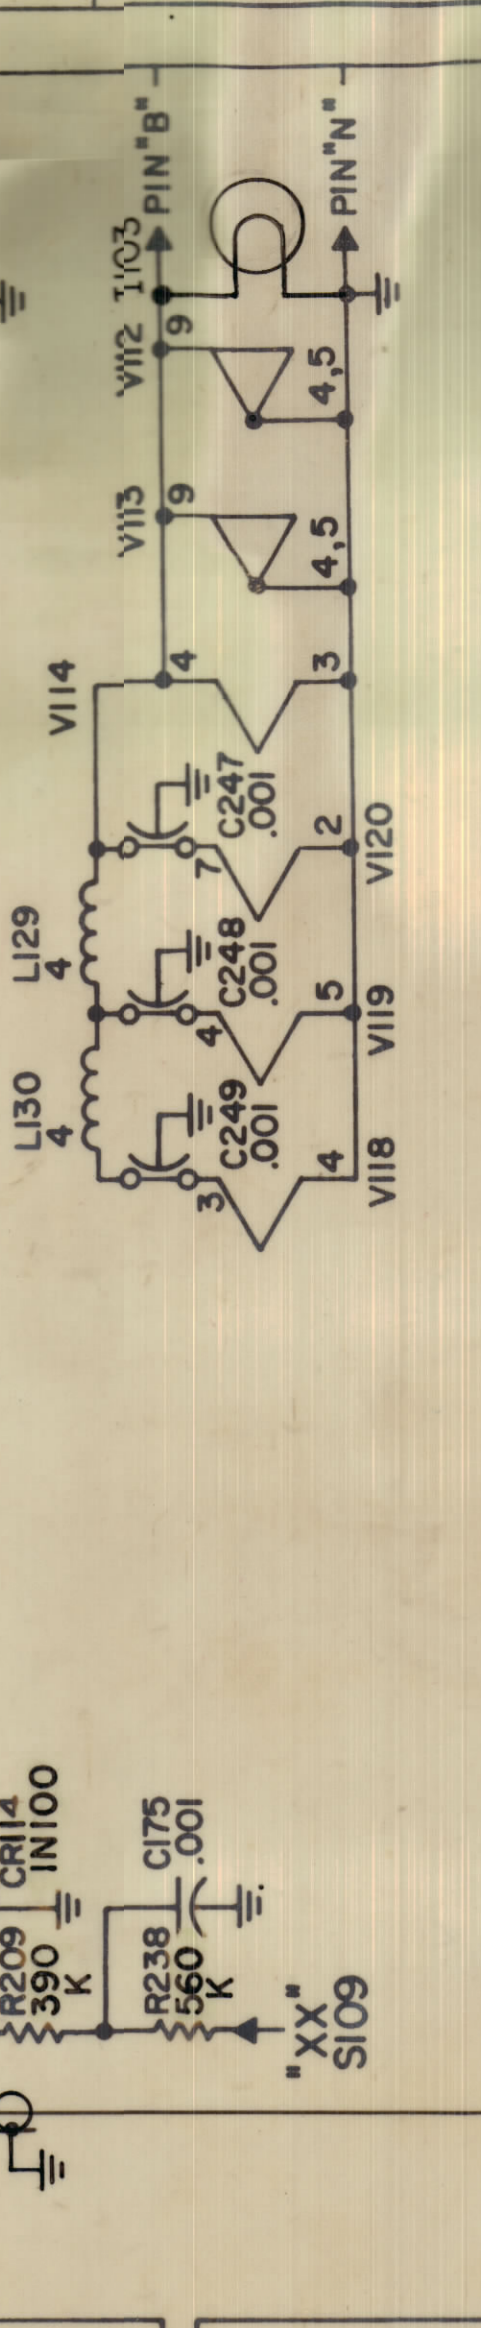 PIN "B"
PIN "N"
I103
V112
9
4,5
V113
9
4,5
V114
4
3
C247
.001
7
2
V120
L129
4
C248
.001
4
5
V119
L130
4
C249
.001
3
4
V118
CR114
1N100
R209
390
K
C175
.001
R238
560
K
"XX"
S109